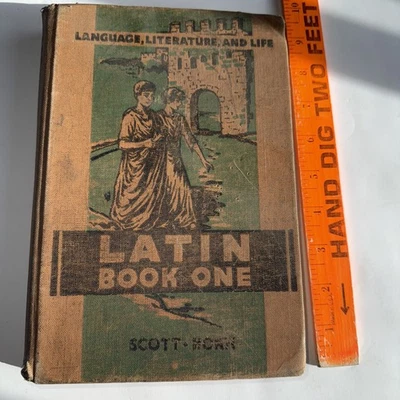 LANGUAGE, LITERATURE, AND LIFE
LATIN
BOOK ONE
SCOTT - HORN
HAND DIG TWO FEET